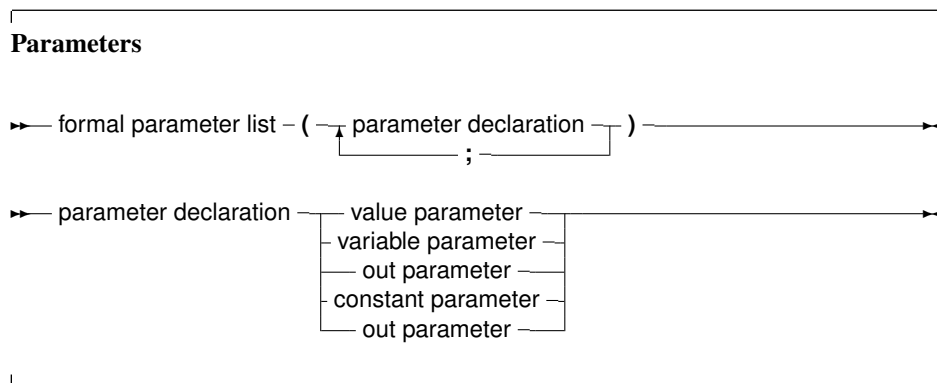 Parameters
formal parameter list ( parameter declaration )
;
parameter declaration value parameter
variable parameter
out parameter
constant parameter
out parameter